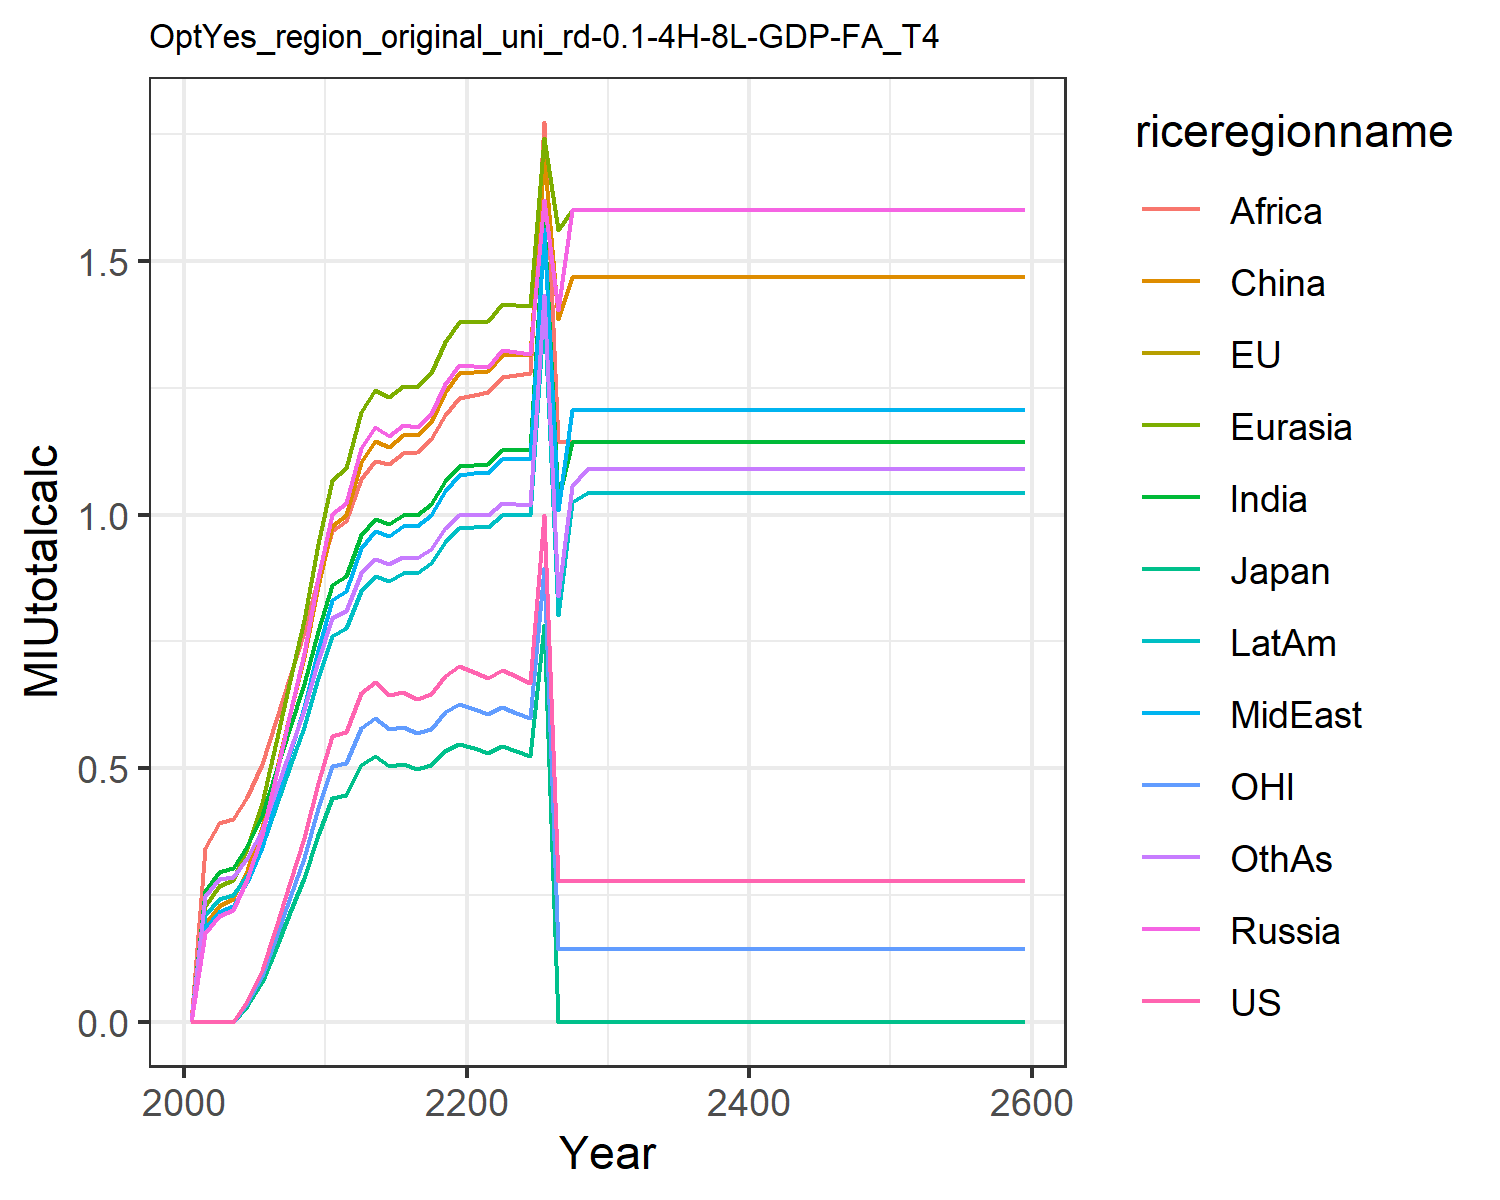 OptYes_region_original_uni_rd-0.1-4H-8L-GDP-FA_T4
MIUtotalcalc
1.5
1.0
0.5
0.0
2000
2200
2400
2600
Year
riceregionname
Africa
China
EU
Eurasia
India
Japan
LatAm
MidEast
OHI
OthAs
Russia
US